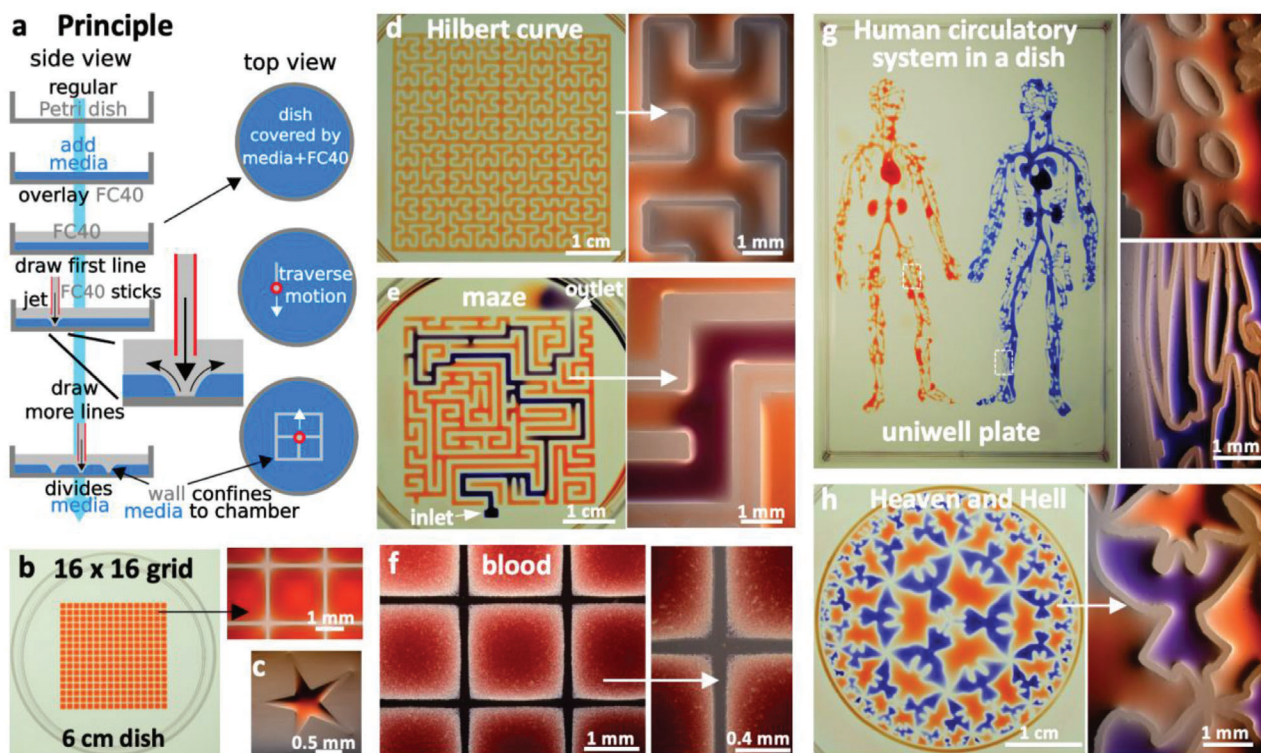 a Principle
side view
regular
Petri dish
add
media
overlay FC40
FC40
draw first line
jet FC40 sticks
draw
more lines
divides
media
top view
dish
covered by
media+FC40
traverse
motion
wall confines
media to chamber
b 16 x 16 grid
1 mm
6 cm dish
c
0.5 mm
d Hilbert curve
1 cm
1 mm
e maze
outlet
inlet
1 cm
1 mm
f blood
1 mm
0.4 mm
g Human circulatory
system in a dish
uniwell plate
1 mm
h Heaven and Hell
1 cm
1 mm